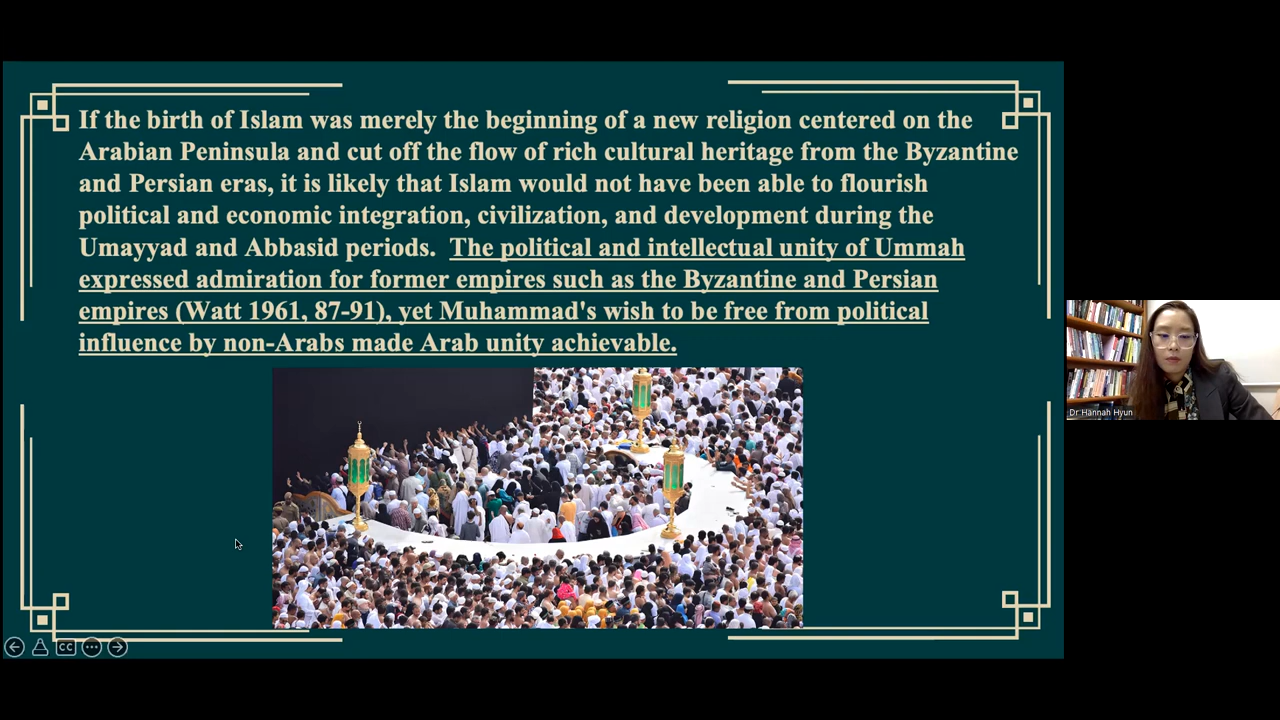 If the birth of Islam was merely the beginning of a new religion centered on the
Arabian Peninsula and cut off the flow of rich cultural heritage from the Byzantine
and Persian eras, it is likely that Islam would not have been able to flourish
political and economic integration, civilization, and development during the
Umayyad and Abbasid periods. The political and intellectual unity of Ummah
expressed admiration for former empires such as the Byzantine and Persian
empires (Watt 1961, 87-91), yet Muhammad's wish to be free from political
influence by non-Arabs made Arab unity achievable.
Dr Hannah Hyun
CC